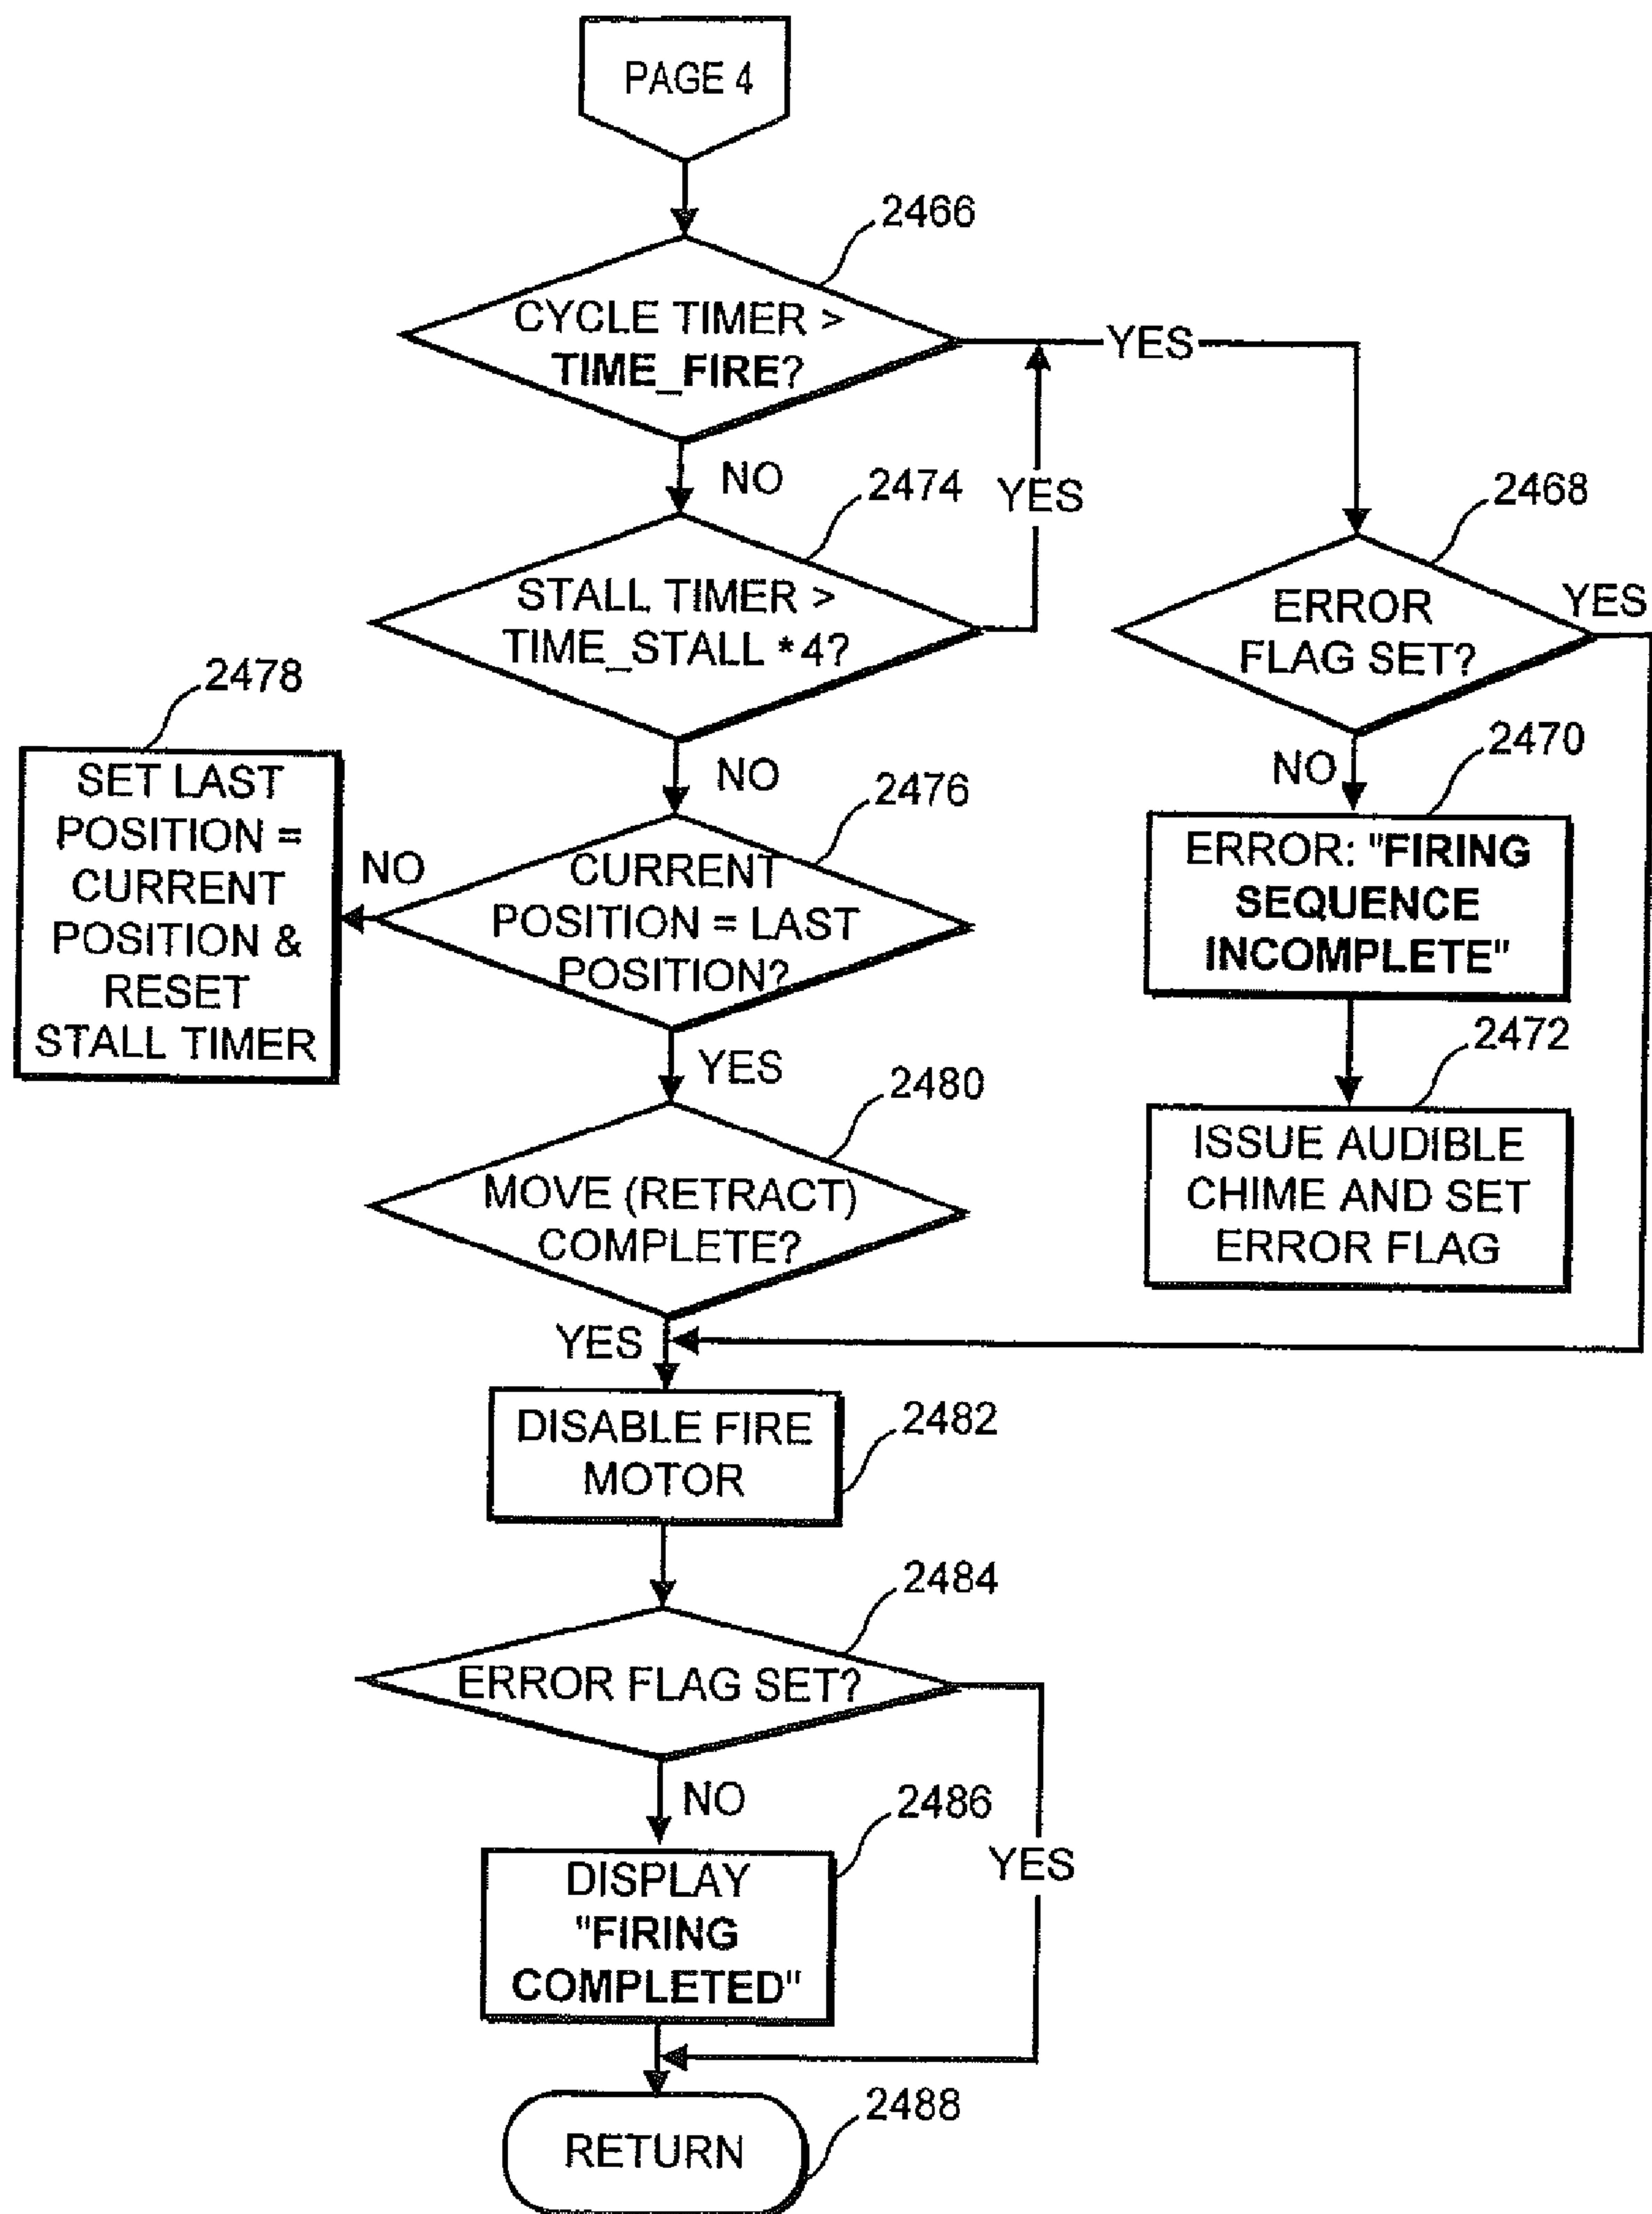 PAGE 4
2466
CYCLE TIMER >
TIME_FIRE?
YES
NO
2474
YES
2468
STALL TIMER >
TIME_STALL *4?
ERROR
FLAG SET?
YES
2478
SET LAST
POSITION =
CURRENT
POSITION &
RESET
STALL TIMER
NO
NO
2476
CURRENT
POSITION = LAST
POSITION?
NO
2470
ERROR: "FIRING
SEQUENCE
INCOMPLETE"
2472
ISSUE AUDIBLE
CHIME AND SET
ERROR FLAG
YES
2480
MOVE (RETRACT)
COMPLETE?
YES
DISABLE FIRE
MOTOR
2482
2484
ERROR FLAG SET?
NO
2486
YES
DISPLAY
"FIRING
COMPLETED"
2488
RETURN